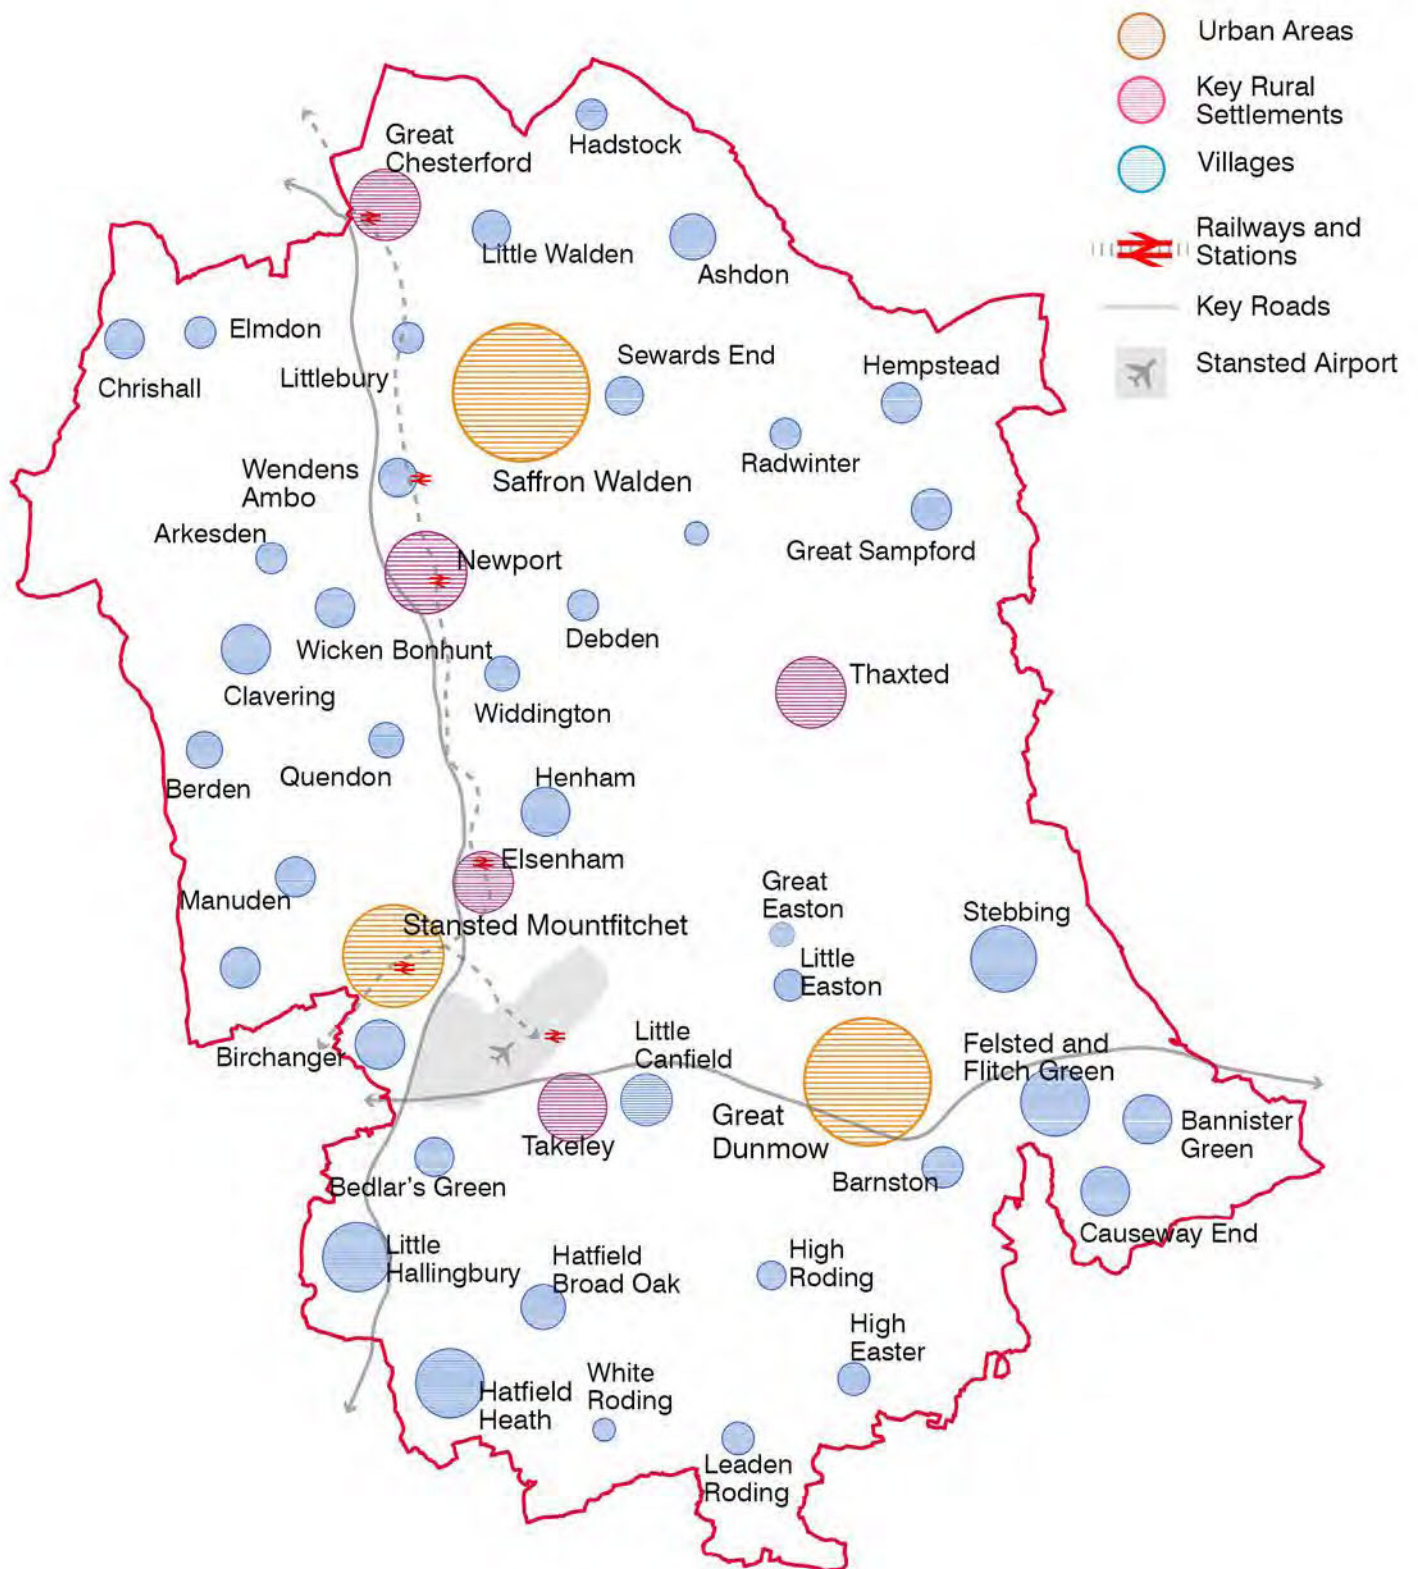 Urban Areas
Key Rural
Settlements
Villages
Railways and
Stations
Key Roads
Stansted Airport
Great
Chesterford
Hadstock
Little Walden
Ashdon
Elmdon
Chrishall
Littlebury
Sewards End
Hempstead
Wendens
Ambo
Saffron Walden
Radwinter
Arkesden
Newport
Great Sampford
Debden
Wicken Bonhunt
Clavering
Widdington
Thaxted
Berden
Quendon
Henham
Elsenham
Manuden
Stansted Mountfitchet
Great
Easton
Stebbing
Little
Easton
Birchanger
Little
Canfield
Felsted and
Flitch Green
Takeley
Great
Dunmow
Bannister
Green
Barnston
Bedlar's Green
Causeway End
Little
Hallingbury
Hatfield
Broad Oak
High
Roding
High
Easter
Hatfield
Heath
White
Roding
Leaden
Roding